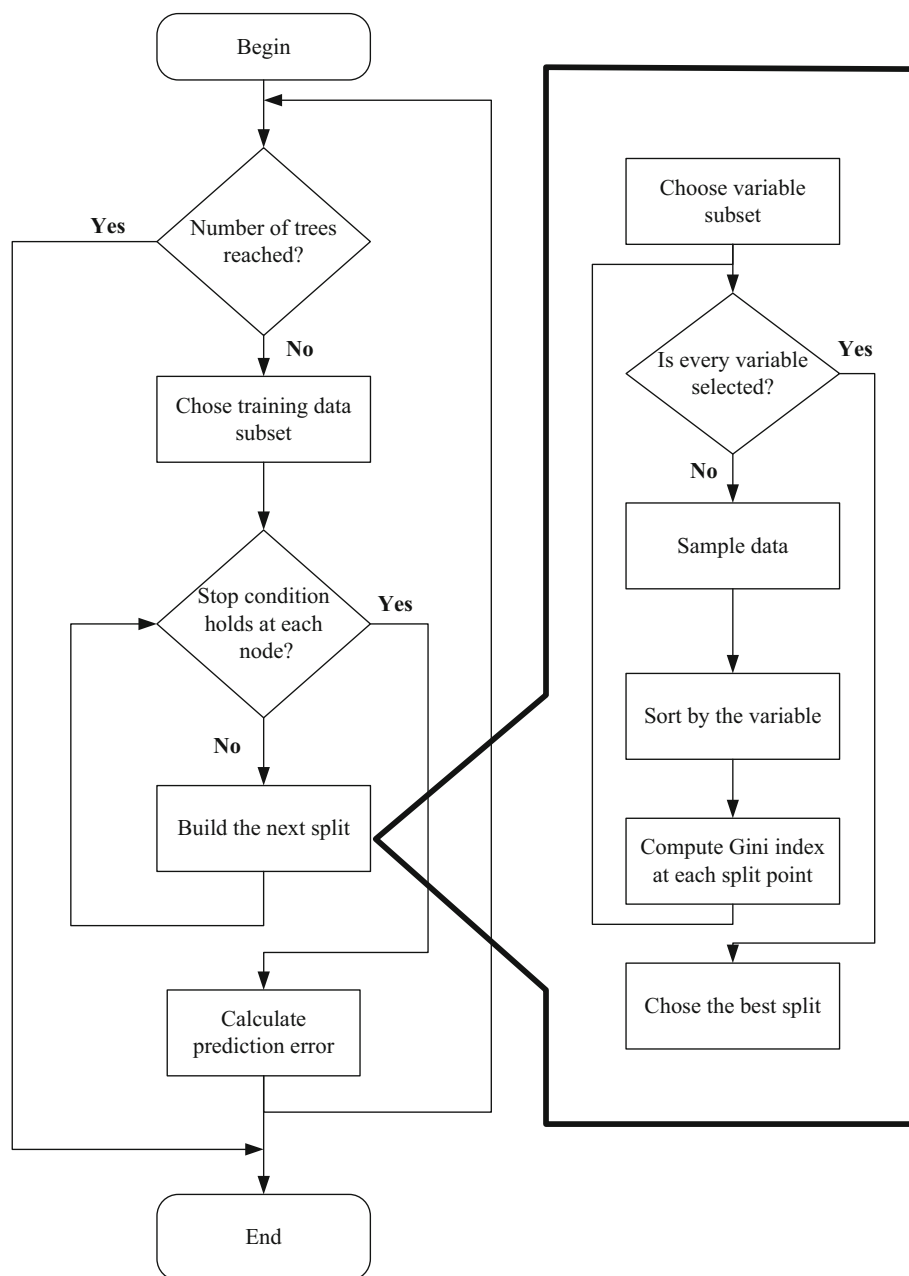 Begin
Number of trees
reached?
Yes
No
Chose training data
subset
Stop condition
holds at each
node?
Yes
No
Build the next split
Calculate
prediction error
End
Choose variable
subset
Is every variable
selected?
Yes
No
Sample data
Sort by the variable
Compute Gini index
at each split point
Chose the best split